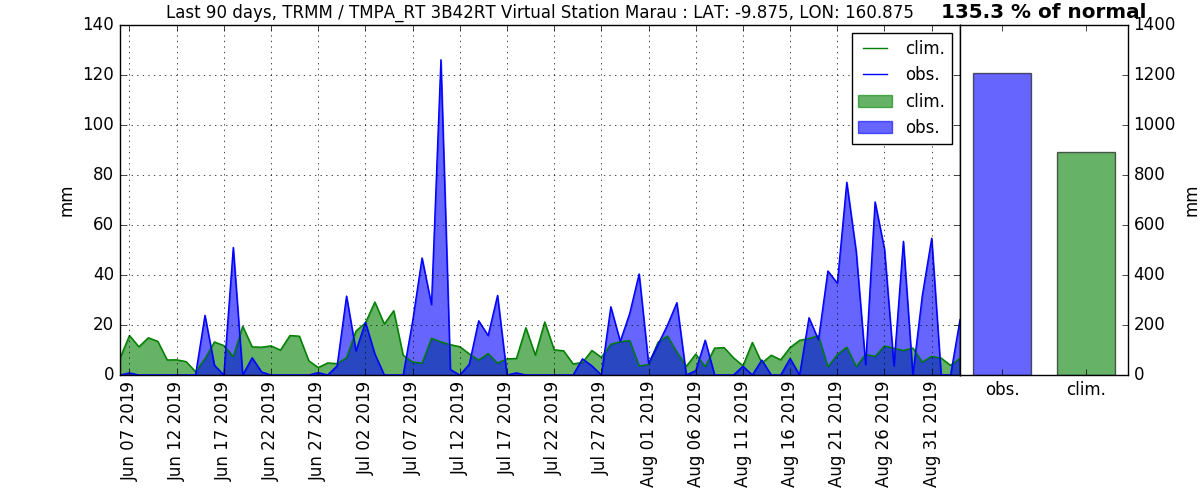 Last 90 days, TRMM / TMPA_RT 3B42RT Virtual Station Marau : LAT: -9.875, LON: 160.875
135.3 % of normal
140
120
100
80
60
40
20
0
mm
clim.
obs.
clim.
obs.
1400
1200
1000
800
600
400
200
0
mm
Jun 07 2019
Jun 12 2019
Jun 17 2019
Jun 22 2019
Jun 27 2019
Jul 02 2019
Jul 07 2019
Jul 12 2019
Jul 17 2019
Jul 22 2019
Jul 27 2019
Aug 01 2019
Aug 06 2019
Aug 11 2019
Aug 16 2019
Aug 21 2019
Aug 26 2019
Aug 31 2019
obs.
clim.